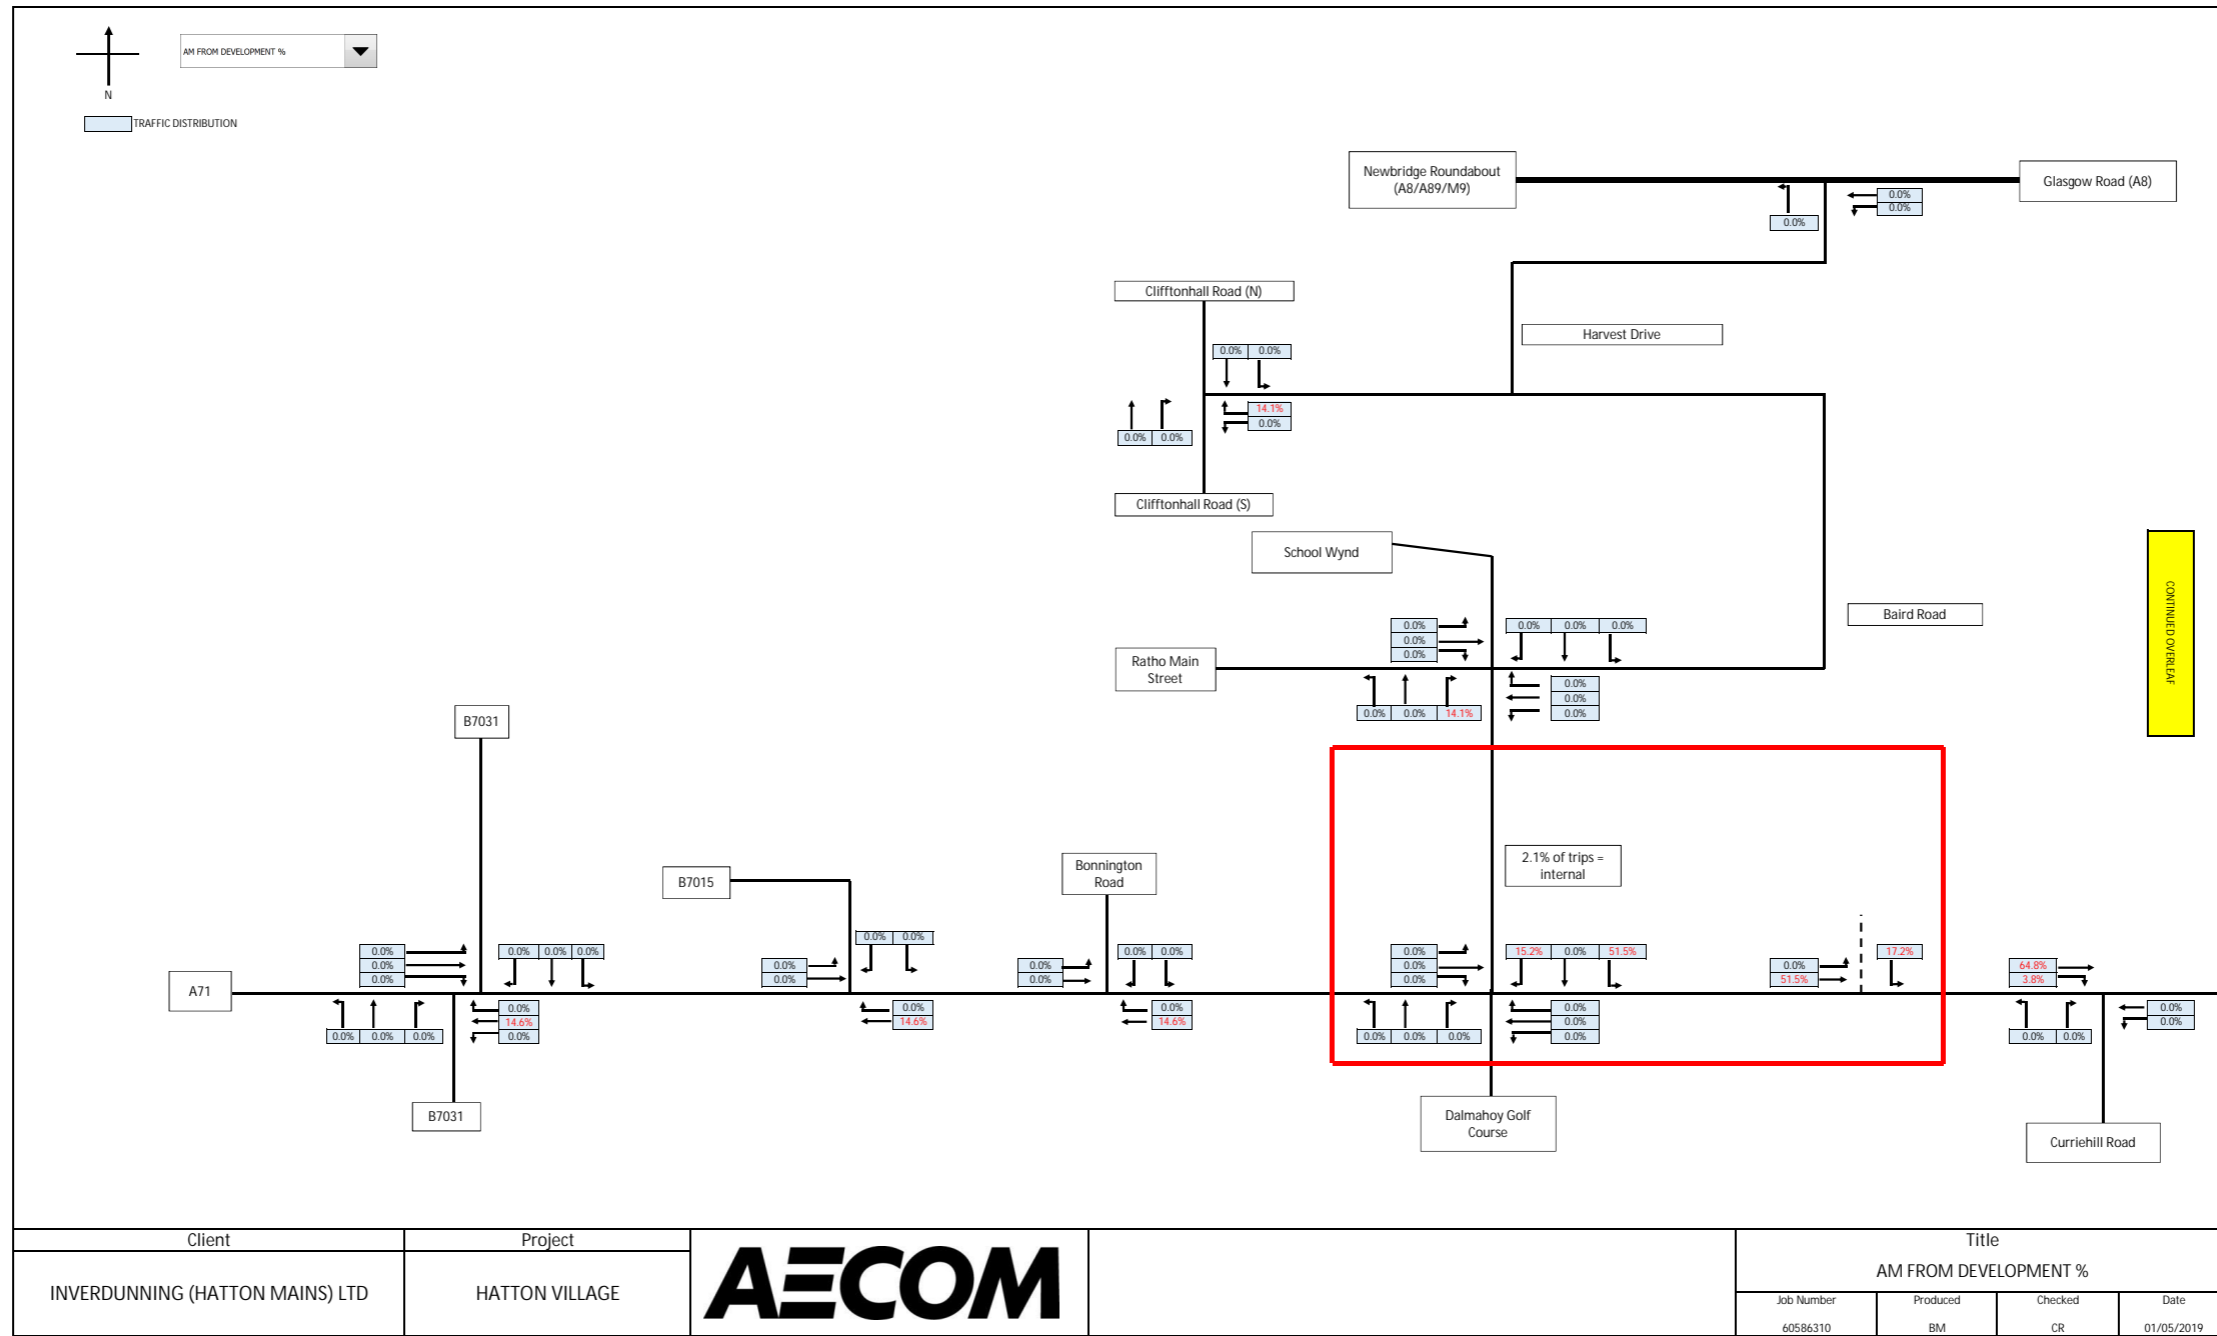 AM FROM DEVELOPMENT %
N
TRAFFIC DISTRIBUTION
Newbridge Roundabout
(A8/A89/M9)
Glasgow Road (A8)
0.0%
0.0%
0.0%
Clifftonhall Road (N)
Harvest Drive
0.0% 0.0%
14.1%
0.0%
0.0% 0.0%
Clifftonhall Road (S)
School Wynd
CONTINUED OVERLEAF
Baird Road
0.0%
0.0%
0.0%
0.0% 0.0% 0.0%
Ratho Main
Street
0.0%
0.0%
0.0%
0.0% 0.0% 14.1%
B7031
B7015
Bonnington
Road
2.1% of trips =
internal
0.0%
0.0%
0.0%
0.0% 0.0% 0.0%
0.0%
0.0%
0.0% 0.0%
0.0%
0.0%
0.0% 0.0%
0.0%
0.0%
0.0%
15.2% 0.0% 51.5%
0.0%
51.5%
17.2%
64.8%
3.8%
A71
0.0% 0.0% 0.0%
0.0%
14.6%
0.0%
0.0%
14.6%
0.0%
14.6%
0.0% 0.0% 0.0%
0.0%
0.0%
0.0%
0.0% 0.0%
0.0%
0.0%
B7031
Dalmahoy Golf
Course
Curriehill Road
Client
INVERDUNNING (HATTON MAINS) LTD
Project
HATTON VILLAGE
AECOM
Title
AM FROM DEVELOPMENT %
Job Number Produced Checked Date
60586310 BM CR 01/05/2019